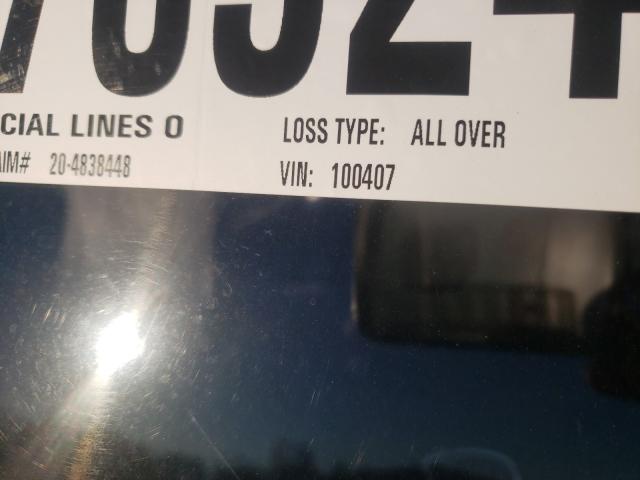 CIAL LINES O
LOSS TYPE: ALL OVER
AIM# 20-4838448
VIN: 100407